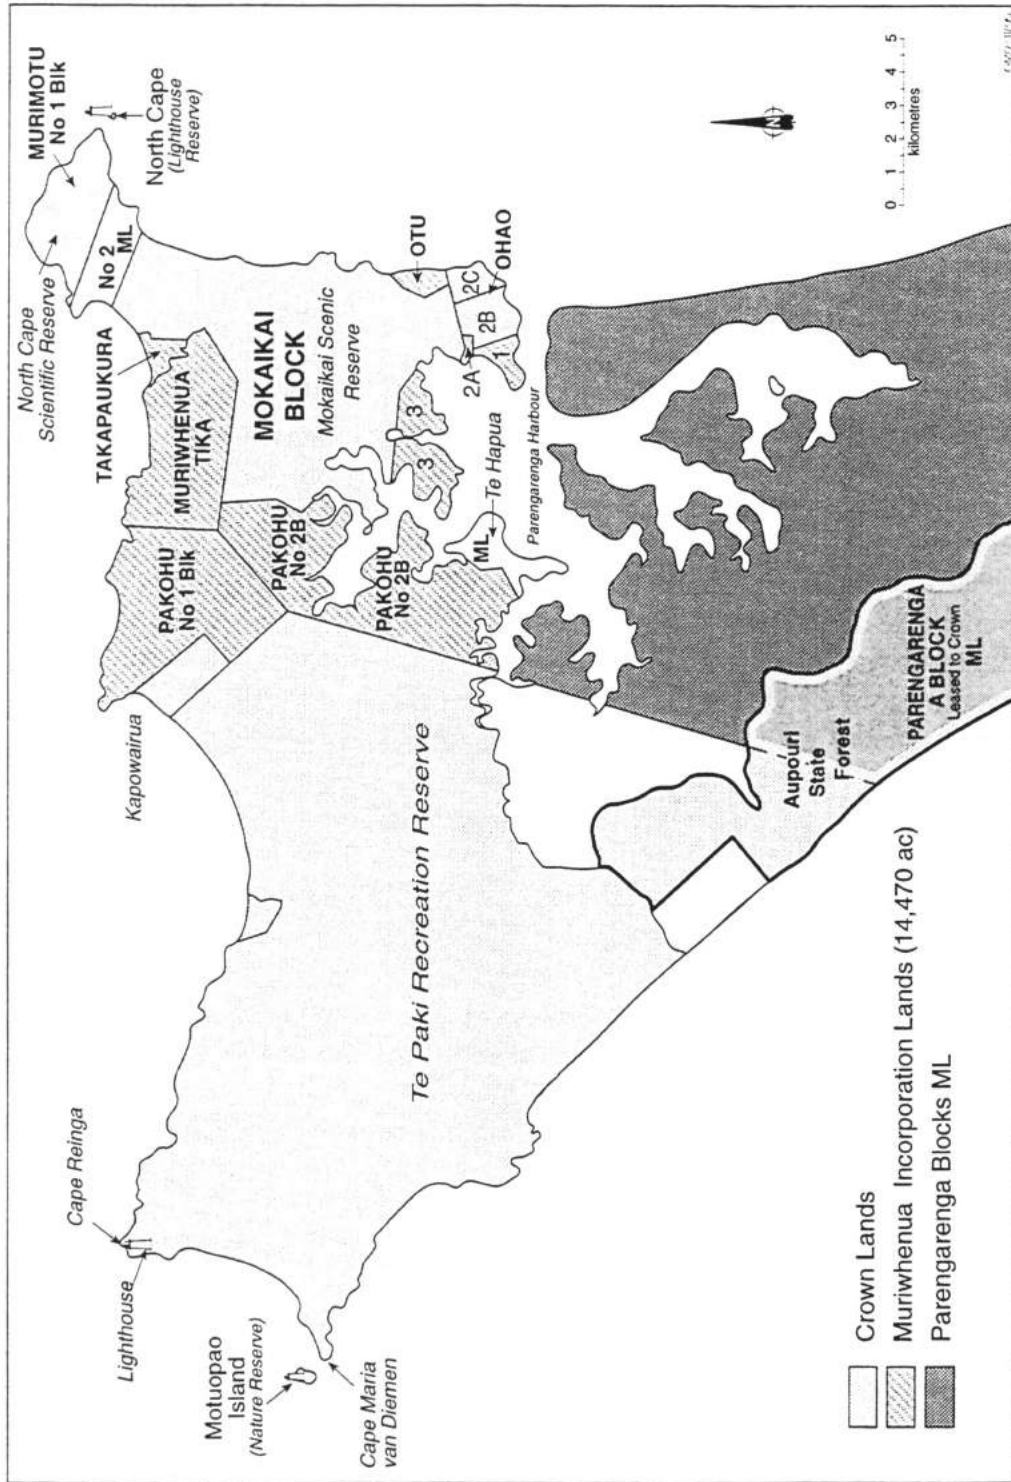 Cape Reinga
Lighthouse
Motuopao
Island
(Nature Reserve)
Cape Maria
van Diemen
Te Paki Recreation Reserve
Kapowairua
North Cape
Scientific Reserve
MURIMOTU
No 1 Blk
North Cape
(Lighthouse
Reserve)
No 2
ML
TAKAPAUKURA
MURIWHENUA
TIKA
PAKOHU
No 1 Blk
PAKOHU
No 2B
PAKOHU
No 2B
MOKAIKAI
BLOCK
Mokaikai Scenic
Reserve
OTU
2C
OHAO
2B
2A
1
3
3
ML
Te Hapua
Parengarenga Harbour
Aupouri
State
Forest
PARENGARENGA
A BLOCK
Leased to Crown
ML
N
0 1 2 3 4 5
kilometres
Crown Lands
Muriwhenua Incorporation Lands (14,470 ac)
Parengarenga Blocks ML